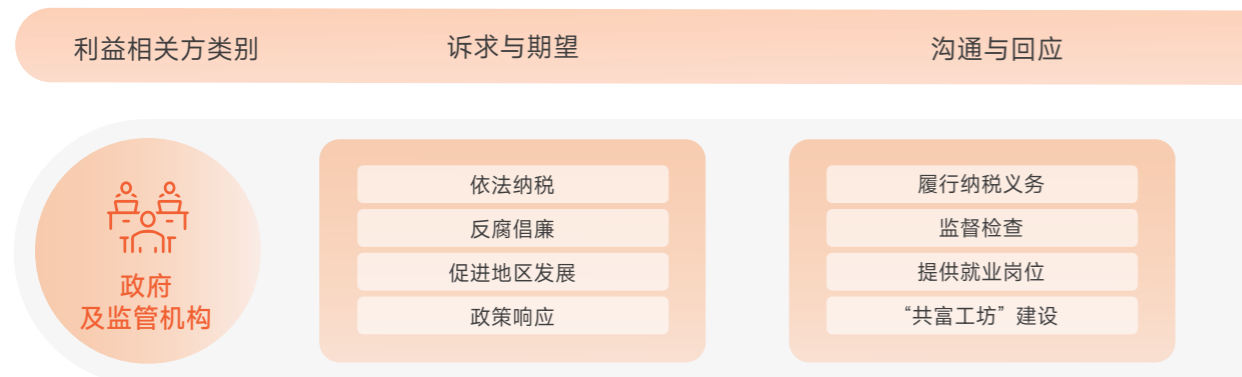 利益相关方类别
诉求与期望
沟通与回应
政府
及监管机构
依法纳税
反腐倡廉
促进地区发展
政策响应
履行纳税义务
监督检查
提供就业岗位
“共富工坊”建设